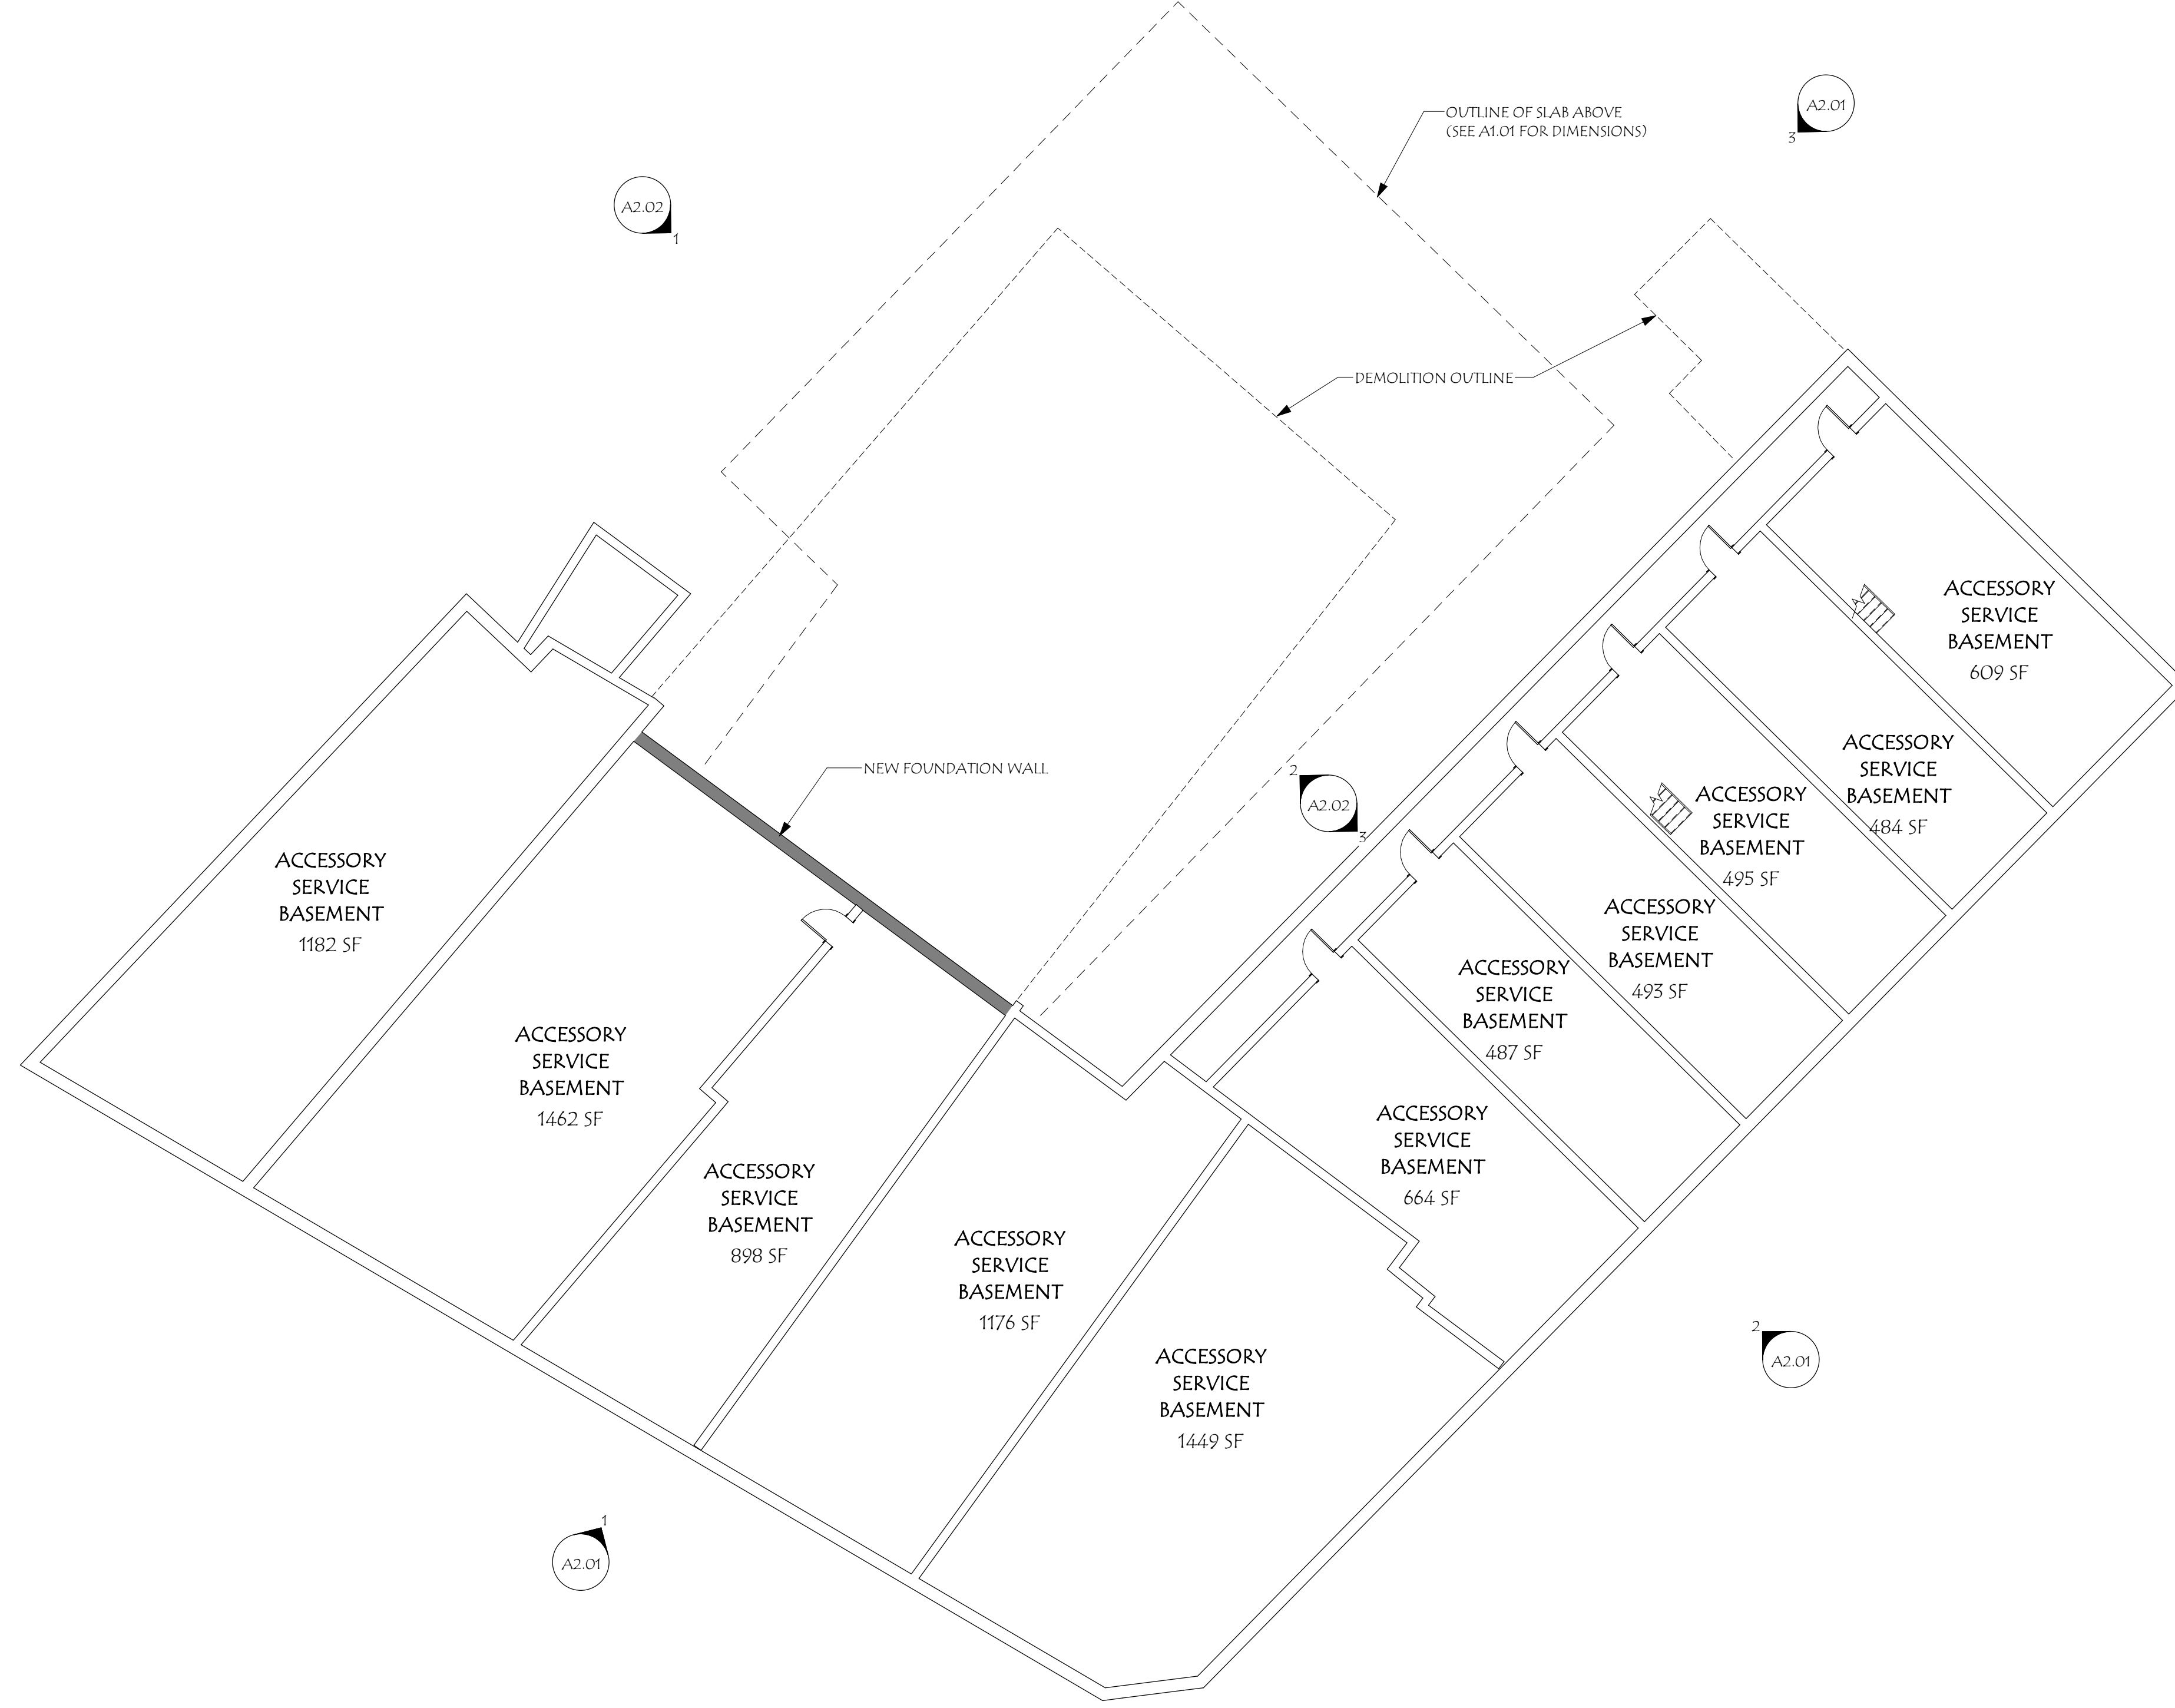 OUTLINE OF SLAB ABOVE
(SEE A1.01 FOR DIMENSIONS)
A2.01
3
A2.02
1
DEMOLITION OUTLINE
ACCESSORY
SERVICE
BASEMENT
609 SF
ACCESSORY
SERVICE
BASEMENT
484 SF
NEW FOUNDATION WALL
2
A2.02
3
ACCESSORY
SERVICE
BASEMENT
495 SF
ACCESSORY
SERVICE
BASEMENT
1182 SF
ACCESSORY
SERVICE
BASEMENT
493 SF
ACCESSORY
SERVICE
BASEMENT
487 SF
ACCESSORY
SERVICE
BASEMENT
1462 SF
ACCESSORY
SERVICE
BASEMENT
664 SF
ACCESSORY
SERVICE
BASEMENT
898 SF
ACCESSORY
SERVICE
BASEMENT
1176 SF
2
A2.01
ACCESSORY
SERVICE
BASEMENT
1449 SF
1
A2.01